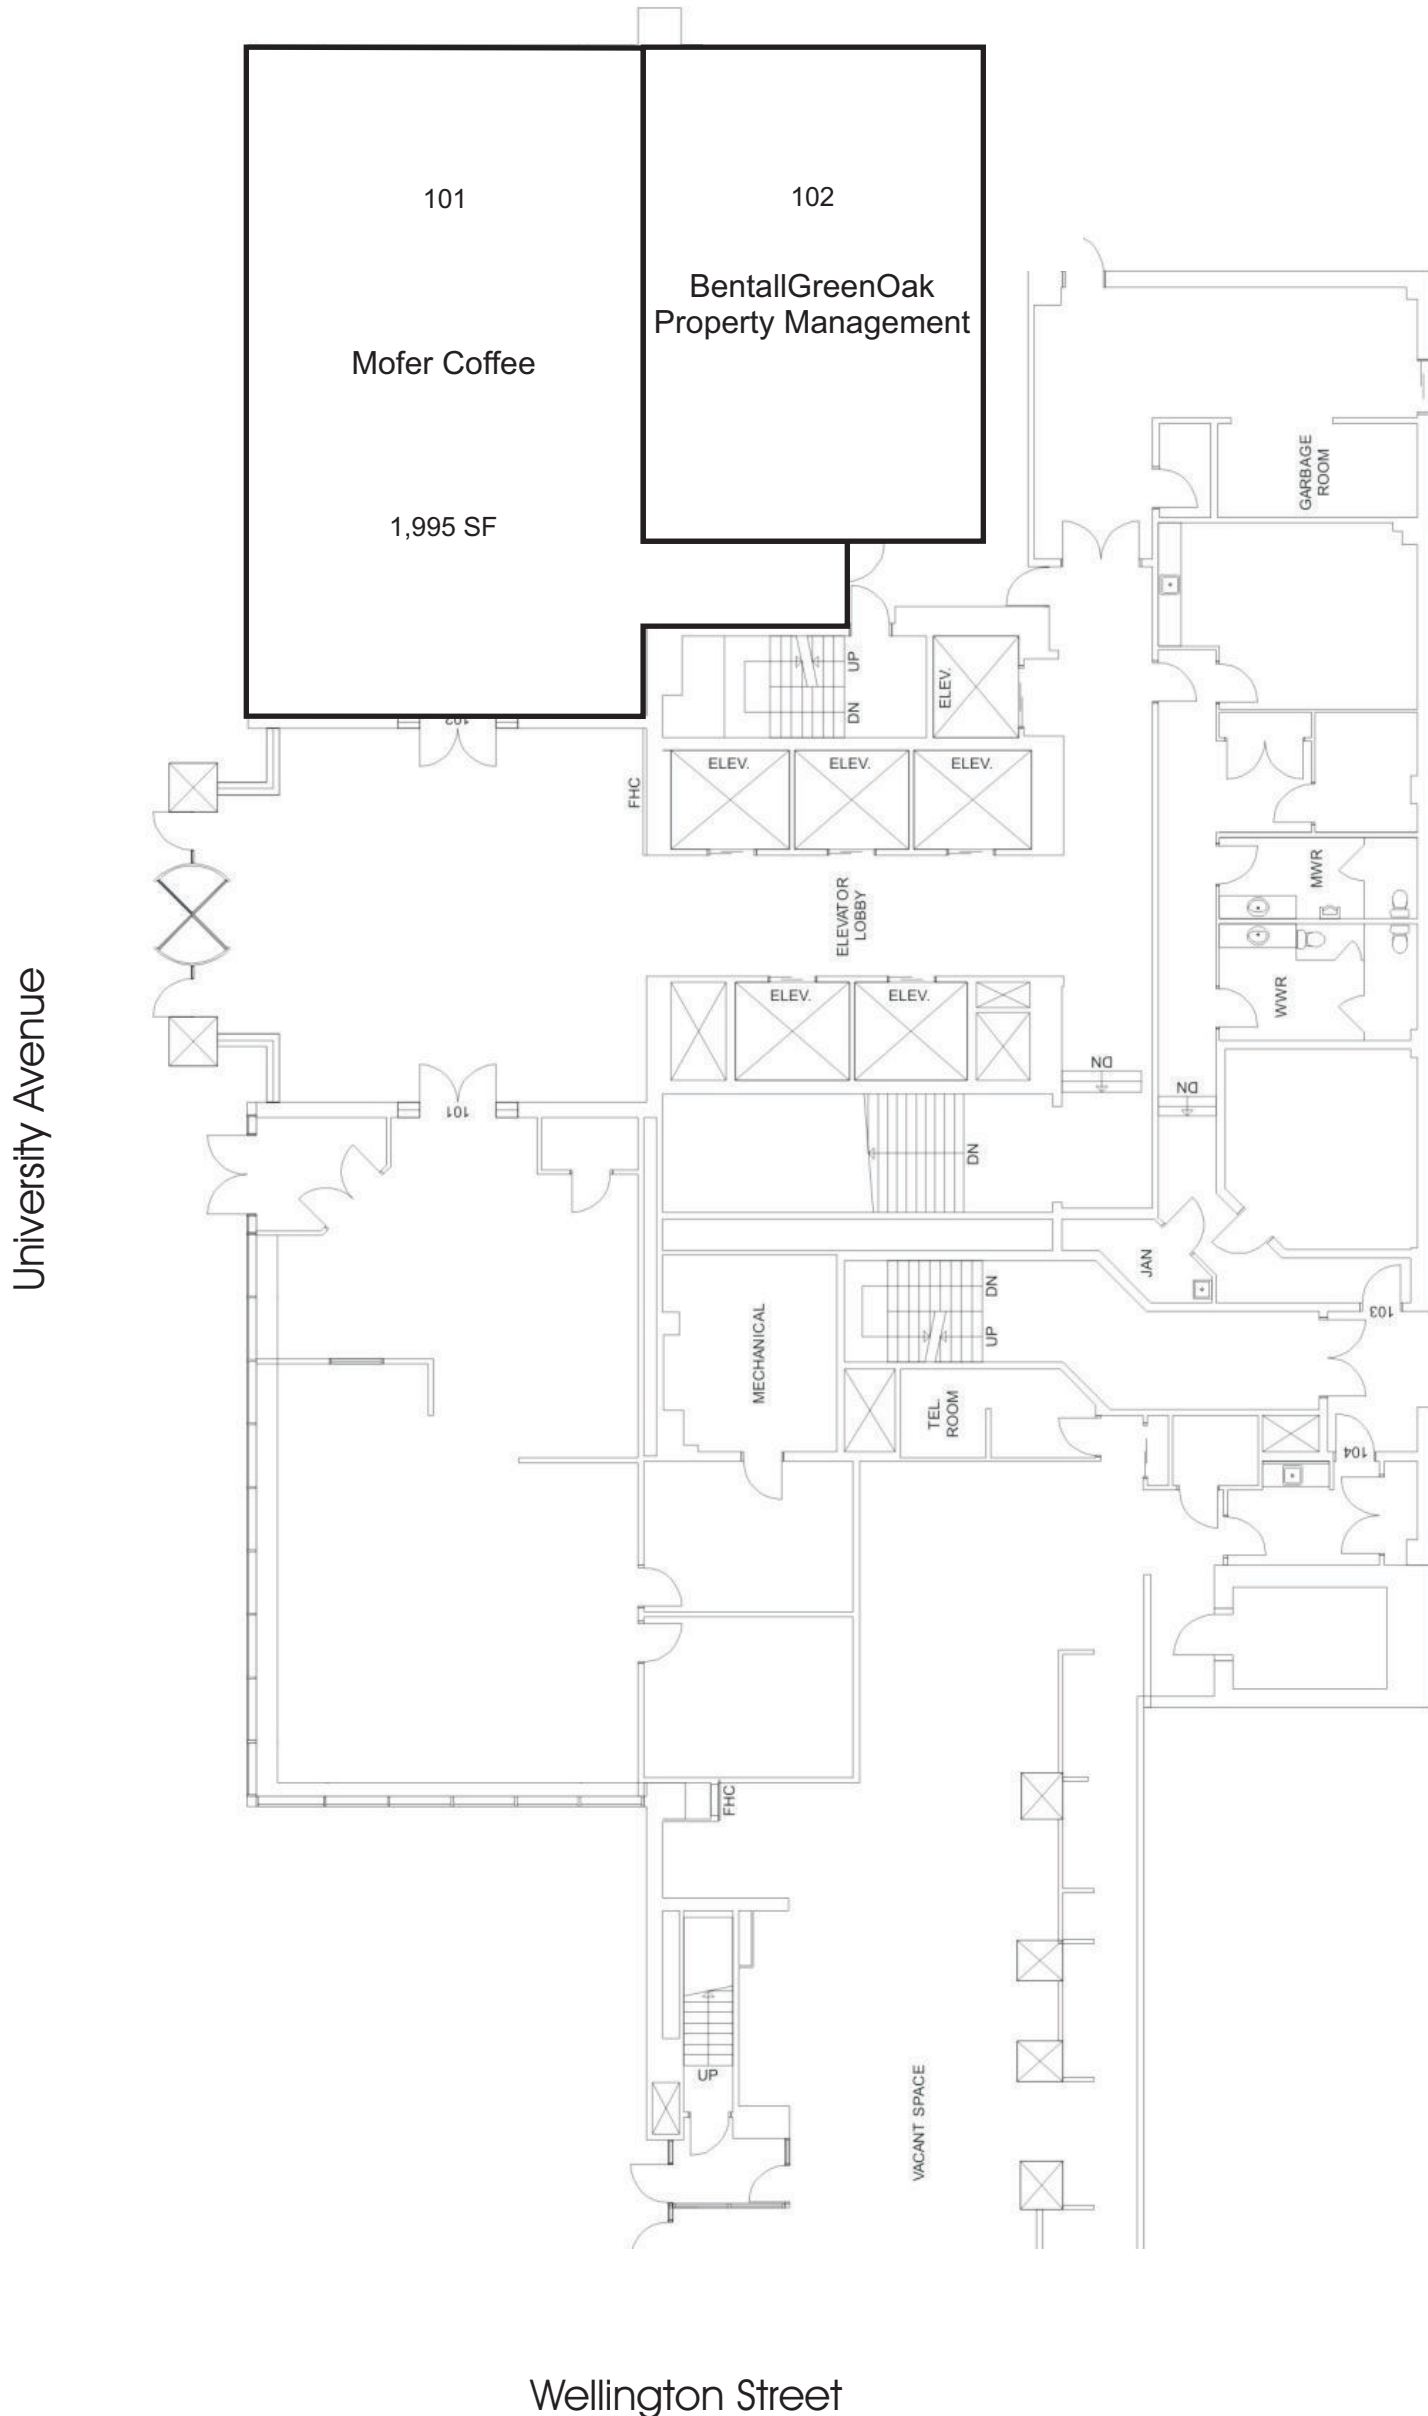 101
102
BentallGreenOak
Property Management
Mofer Coffee
1,995 SF
GARBAGE
ROOM
UP
DN
ELEV.
102
ELEV.
ELEV.
ELEV.
FHC
MWR
ELEVATOR
LOBBY
WWR
ELEV.
ELEV.
DN
DN
101
DN
University Avenue
JAN
DN
UP
103
MECHANICAL
TEL.
ROOM
104
FHC
UP
VACANT SPACE
Wellington Street